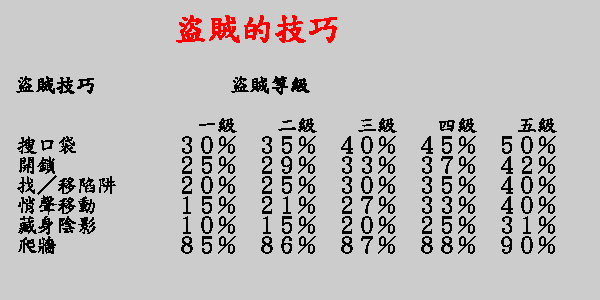 盜賊的技巧
盜賊技巧 盜賊等級
一級 二級 三級 四級 五級
搜口袋 30% 35% 40% 45% 50%
開鎖 25% 29% 33% 37% 42%
找／移陷阱 20% 25% 30% 35% 40%
悄聲移動 15% 21% 27% 33% 40%
藏身陰影 10% 15% 20% 25% 31%
爬牆 85% 86% 87% 88% 90%